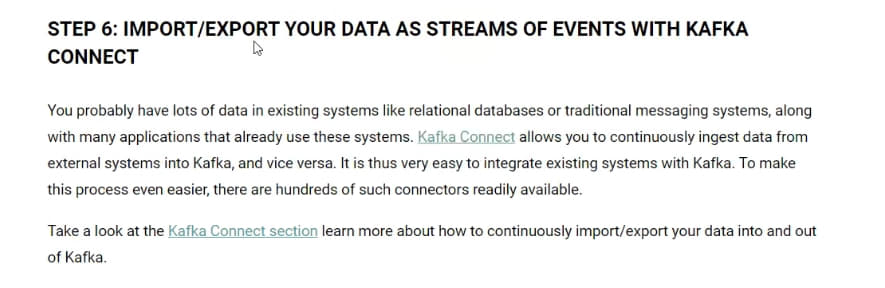 STEP 6: IMPORT/EXPORT YOUR DATA AS STREAMS OF EVENTS WITH KAFKA
CONNECT
You probably have lots of data in existing systems like relational databases or traditional messaging systems, along
with many applications that already use these systems. Kafka Connect allows you to continuously ingest data from
external systems into Kafka, and vice versa. It is thus very easy to integrate existing systems with Kafka. To make
this process even easier, there are hundreds of such connectors readily available.
Take a look at the Kafka Connect section learn more about how to continuously import/export your data into and out
of Kafka.